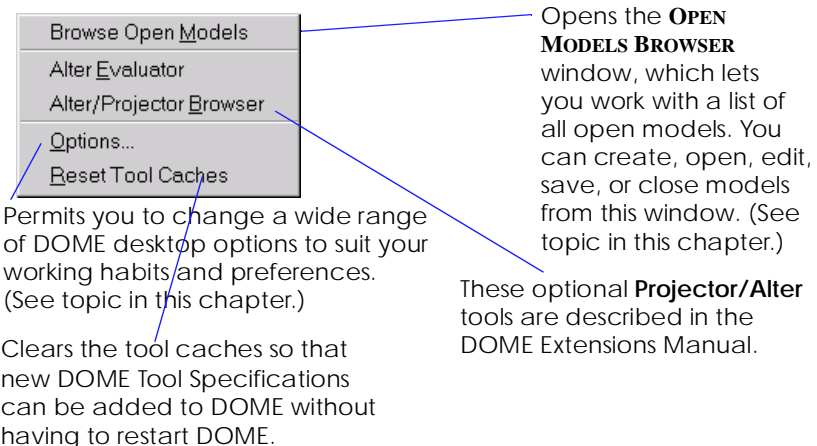 Browse Open Models
Alter Evaluator
Alter/Projector Browser
Options...
Reset Tool Caches
Opens the OPEN
MODELS BROWSER
window, which lets
you work with a list of
all open models. You
can create, open, edit,
save, or close models
from this window. (See
topic in this chapter.)
Permits you to change a wide range
of DOME desktop options to suit your
working habits and preferences.
(See topic in this chapter.)
These optional Projector/Alter
tools are described in the
DOME Extensions Manual.
Clears the tool caches so that
new DOME Tool Specifications
can be added to DOME without
having to restart DOME.